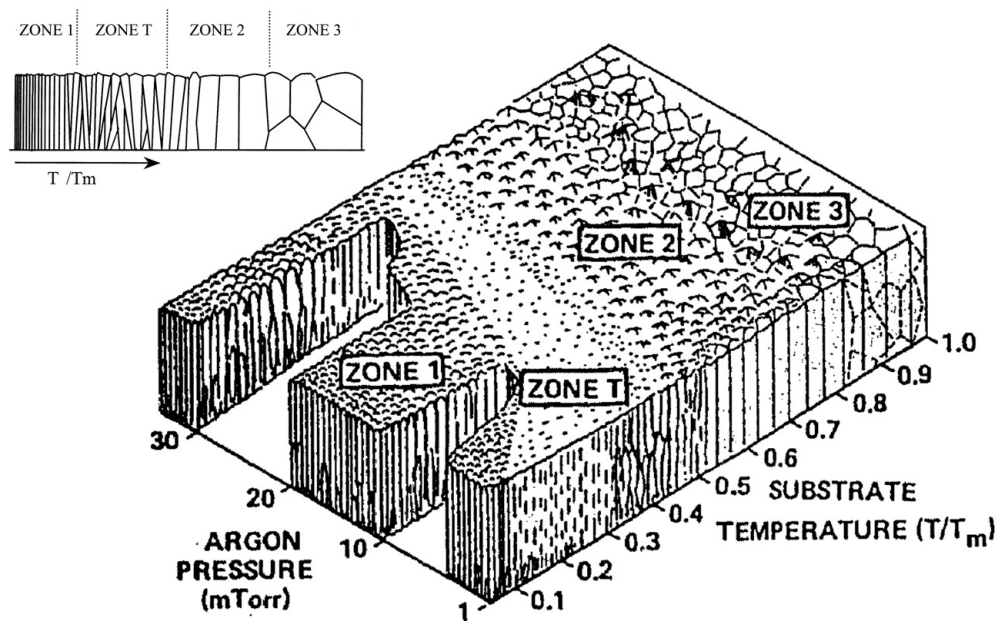 ZONE 1 ZONE T ZONE 2 ZONE 3
T /Tm
ZONE 3
ZONE 2
ZONE 1
ZONE T
30
20
10
1
ARGON
PRESSURE
(mTorr)
0.1
0.2
0.3
0.4
0.5
0.6
0.7
0.8
0.9
1.0
SUBSTRATE
TEMPERATURE (T/Tm)